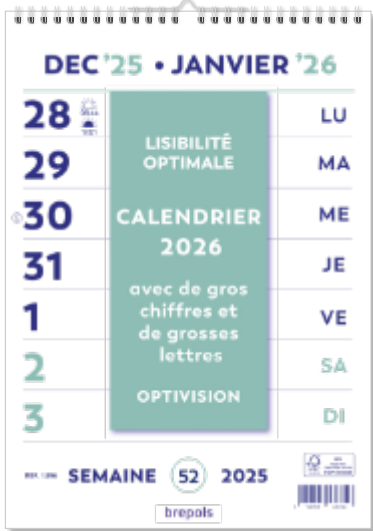 DEC '25 • JANVIER '26
28 LU
29 MA
30 ME
31 JE
1 VE
2 SA
3 DI
LISIBILITÉ
OPTIMALE
CALENDRIER
2026
avec de gros
chiffres et
de grosses
lettres
OPTIVISION
SEMAINE 52 2025
brepols